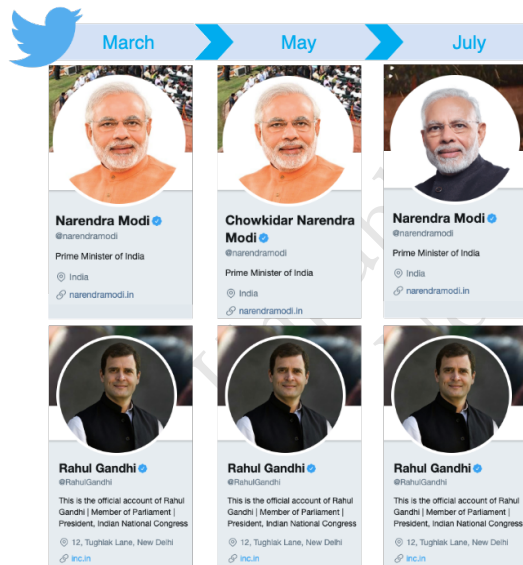 March
May
July
Narendra Modi
@narendramodi
Prime Minister of India
India
narendramodi.in
Chowkidar Narendra
Modi
@narendramodi
Prime Minister of India
India
narendramodi.in
Narendra Modi
@narendramodi
Prime Minister of India
India
narendramodi.in
Rahul Gandhi
@RahulGandhi
This is the official account of Rahul
Gandhi | Member of Parliament |
President, Indian National Congress
12, Tughlak Lane, New Delhi
inc.in
Rahul Gandhi
@RahulGandhi
This is the official account of Rahul
Gandhi | Member of Parliament |
President, Indian National Congress
12, Tughlak Lane, New Delhi
inc.in
Rahul Gandhi
@RahulGandhi
This is the official account of Rahul
Gandhi | Member of Parliament |
President, Indian National Congress
12, Tughlak Lane, New Delhi
inc.in